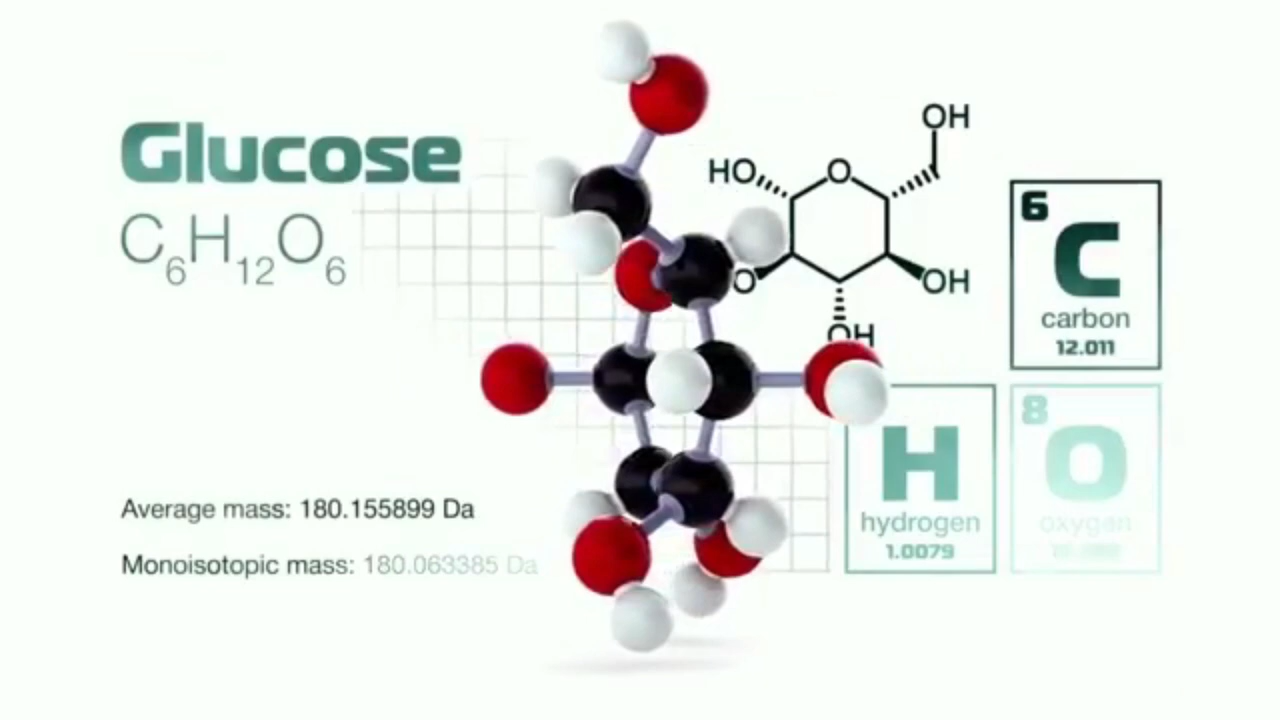 Glucose
C6H12O6
Average mass: 180.155899 Da
Monoisotopic mass: 180.063385 Da
OH
HO
O
O
OH
OH
6
C
carbon
12.011
H
hydrogen
1.0079
8
O
oxygen